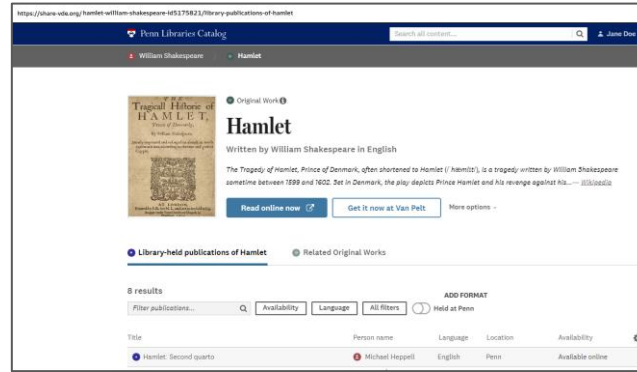 https://share-vde.org/hamlet-william-shakespeare-id5175821/library-publications-of-hamlet
Penn Libraries Catalog
Search all content...
Jane Doe
William Shakespeare
Hamlet
Tragicall Historie of
HAMLET,
Prince of Denmarke.
Original Work
Hamlet
Written by William Shakespeare in English
The Tragedy of Hamlet, Prince of Denmark, often shortened to Hamlet (/ˈhæmlɪt/), is a tragedy written by William Shakespeare
sometime between 1599 and 1602. Set in Denmark, the play depicts Prince Hamlet and his revenge against his...— Wikipedia
Read online now
Get it now at Van Pelt
More options
Library-held publications of Hamlet
Related Original Works
8 results
ADD FORMAT
Filter publications...
Availability
Language
All filters
Held at Penn
Title
Person name
Language
Location
Availability
Hamlet: Second quarto
Michael Heppell
English
Penn
Available online